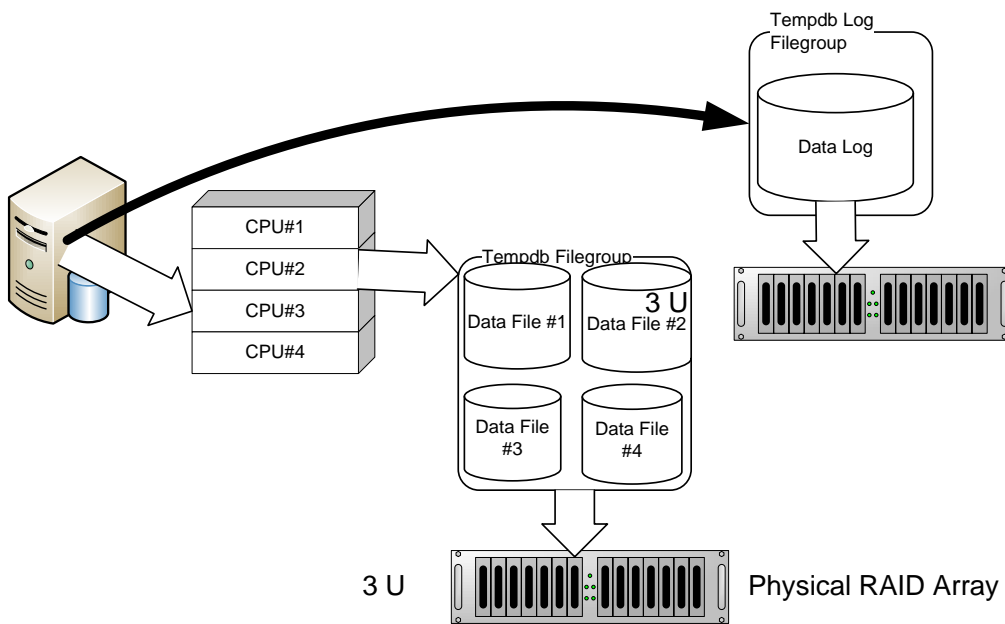 Tempdb Log
Filegroup
Data Log
CPU#1
CPU#2
CPU#3
CPU#4
Tempdb Filegroup
3 U
Data File #1
Data File #2
Data File
#3
Data File
#4
3 U
Physical RAID Array